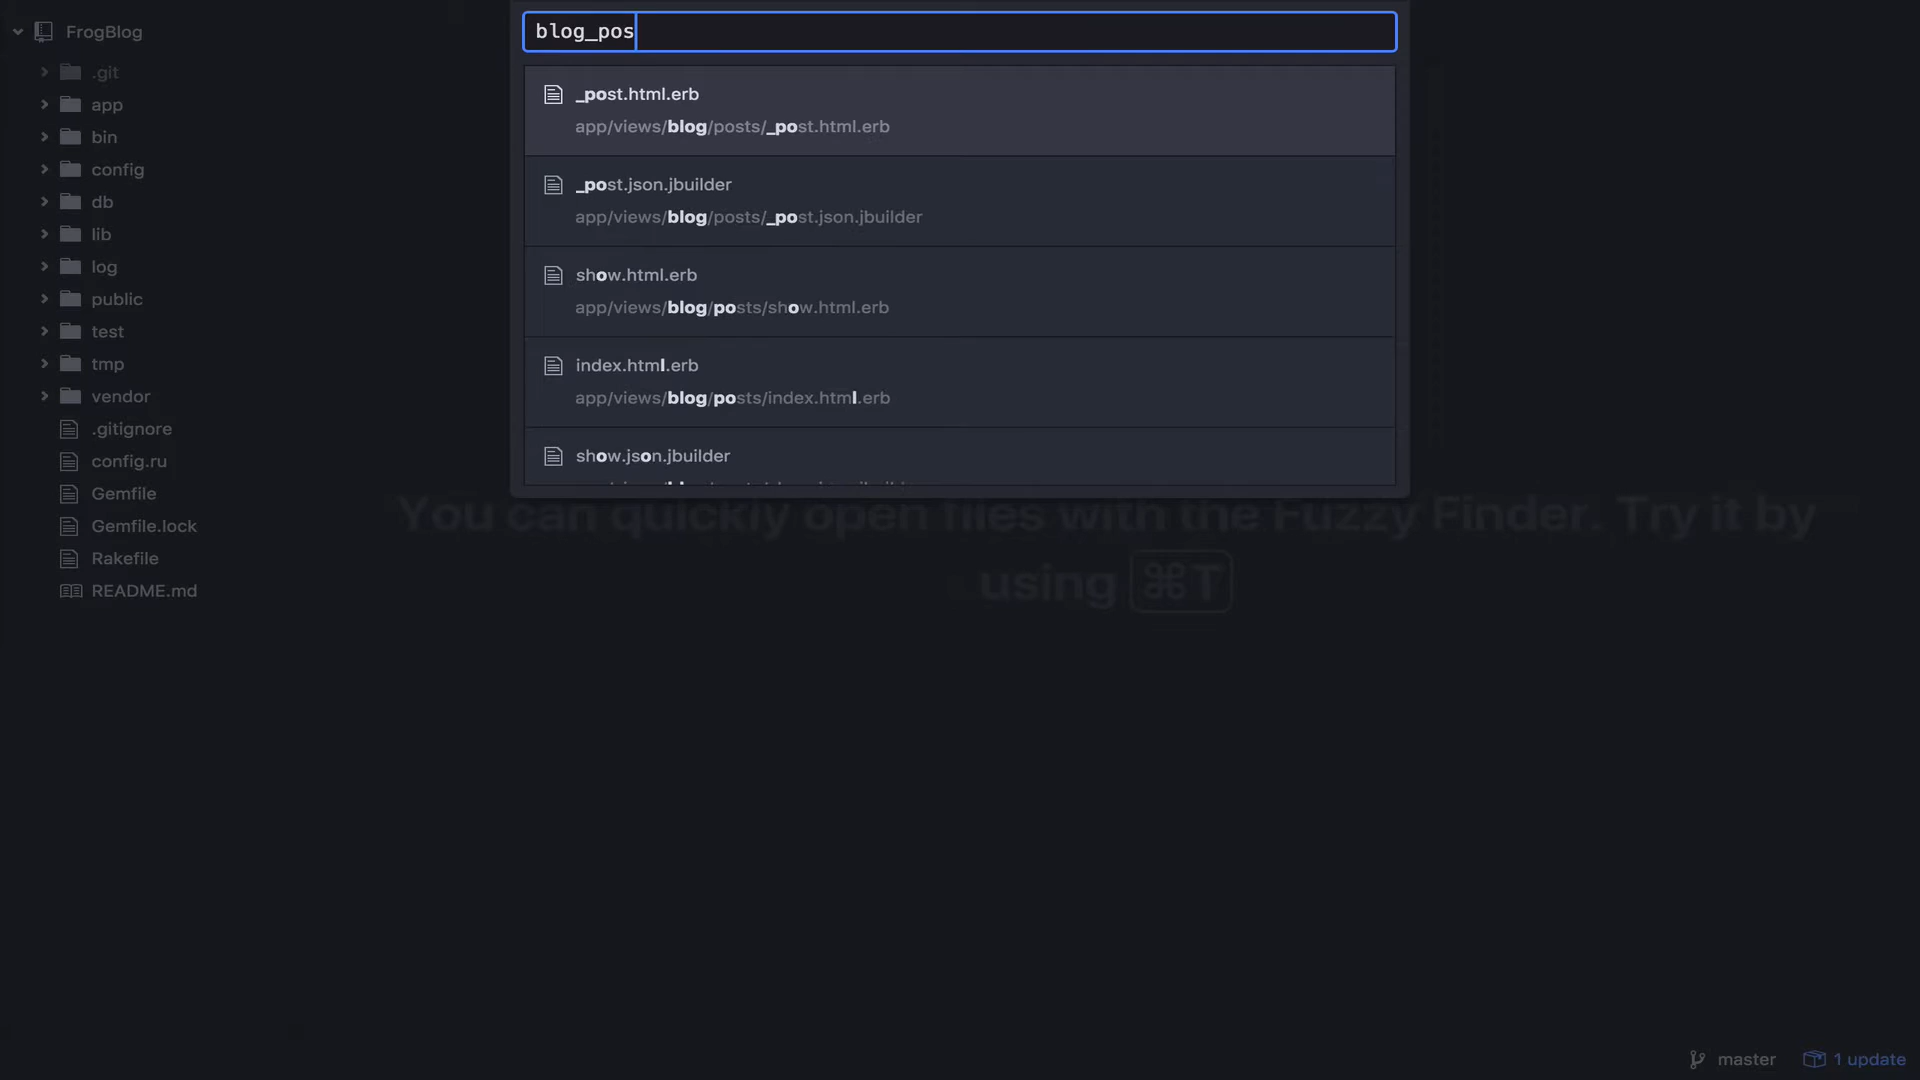 blog_pos
_post.html.erb
app/views/blog/posts/_post.html.erb
_post.json.jbuilder
app/views/blog/posts/_post.json.jbuilder
show.html.erb
app/views/blog/posts/show.html.erb
index.html.erb
app/views/blog/posts/index.html.erb
show.json.jbuilder
FrogBlog
.git
app
bin
config
db
lib
log
public
test
tmp
vendor
.gitignore
config.ru
Gemfile
Gemfile.lock
Rakefile
README.md
You can quickly open files with the Fuzzy Finder. Try it by
using ⌘T
master 1 update